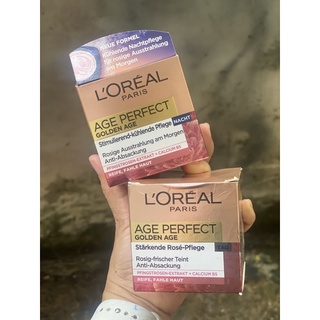 NEUE FORMEL
Kühlende Nachtpflege
für rosige Ausstrahlung
am Morgen
L'ORÉAL
PARIS
AGE PERFECT
GOLDEN AGE
Stimulierend-kühlende Pflege NACHT
Rosige Ausstrahlung am Morgen
Anti-Absackung
PFINGSTROSEN-EXTRAKT + CALCIUM B5
REIFE, FAHLE HAUT
L'ORÉAL
PARIS
AGE PERFECT
GOLDEN AGE
Stärkende Rosé-Pflege
Rosig-frischer Teint
Anti-Absackung
PFINGSTROSEN-EXTRAKT + CALCIUM B5
REIFE, FAHLE HAUT